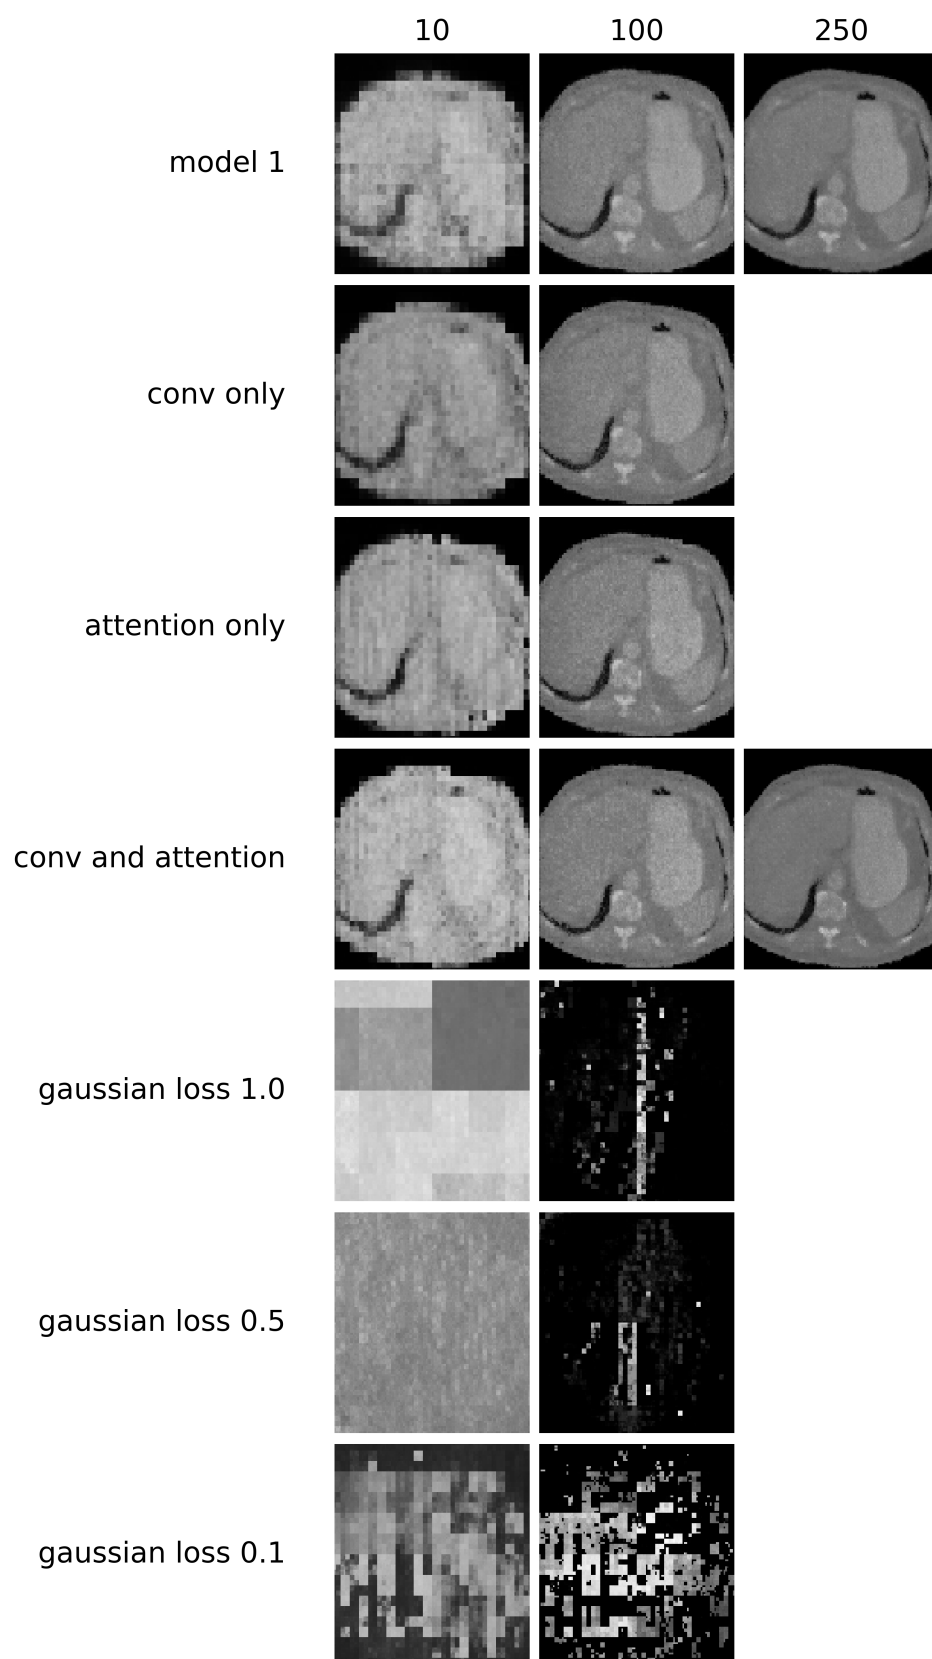 10 100 250
model 1
conv only
attention only
conv and attention
gaussian loss 1.0
gaussian loss 0.5
gaussian loss 0.1